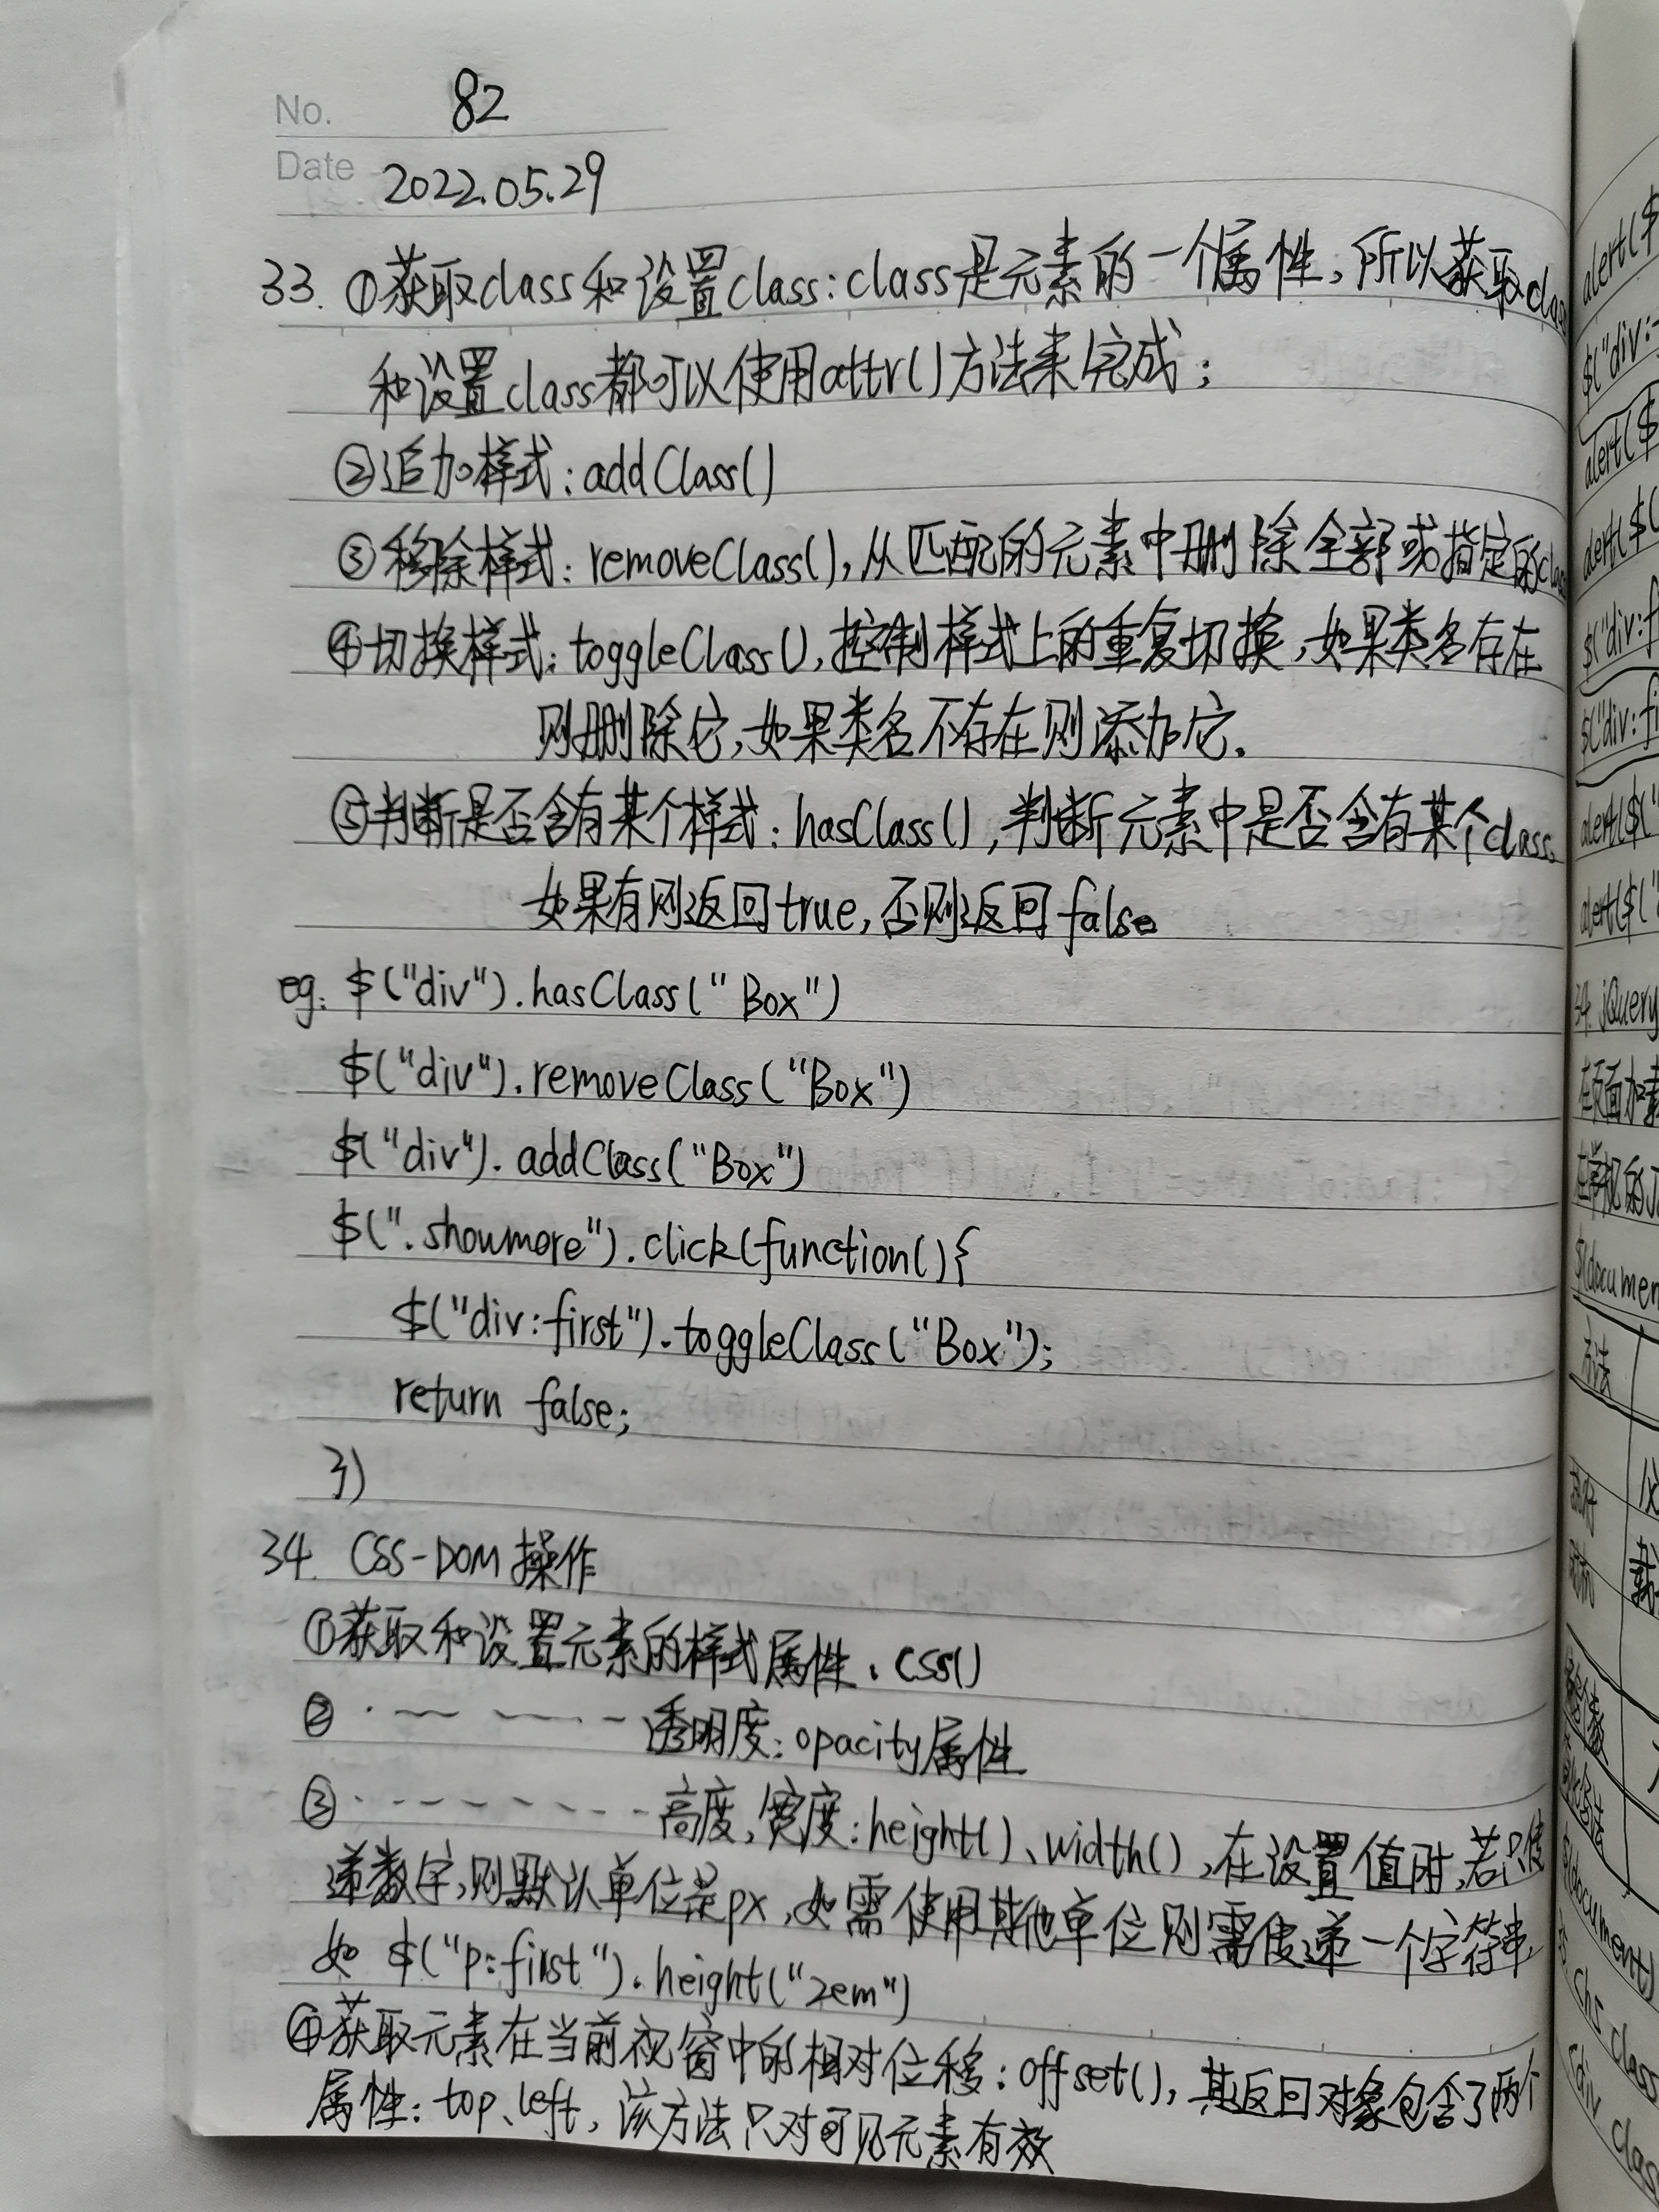 No. 82
Date 2022.05.29
33. ①获取class和设置class:class是元素的一个属性,所以获取class
和设置class都可以使用attr()方法来完成;
②追加样式:addClass()
③移除样式:removeClass(),从匹配的元素中删除全部或指定的class
④切换样式:toggleClass(),控制样式上的重复切换,如果类名存在
则删除它,如果类名不存在则添加它。
⑤判断是否含有某个样式:hasClass(),判断元素中是否含有某个class。
如果有则返回true,否则返回false。
eg: $("div").hasClass("Box")
$("div").removeClass("Box")
$("div").addClass("Box")
$(".showmore").click(function(){
$("div:first").toggleClass("Box");
return false;
})
34. CSS-DOM操作
①获取和设置元素的样式属性:css()
② 透明度:opacity属性
③ 高度,宽度:height()、width(),在设置值时,若只传
递数字,则默认单位是px,如需使用其他单位则需传递一个字符串,
如 $("p:first").height("2em")
④获取元素在当前视窗中的相对位移:offset(),其返回对象包含了两个
属性:top、left,该方法只对可见元素有效
alert($
$("div:
alert($
alert($(
$("div:f
$("div:fi
alert($("
alert($("
34. jQuery
在页面加载
在常规的J
$(document
方法
执行
时机
$(document)
class
<div class